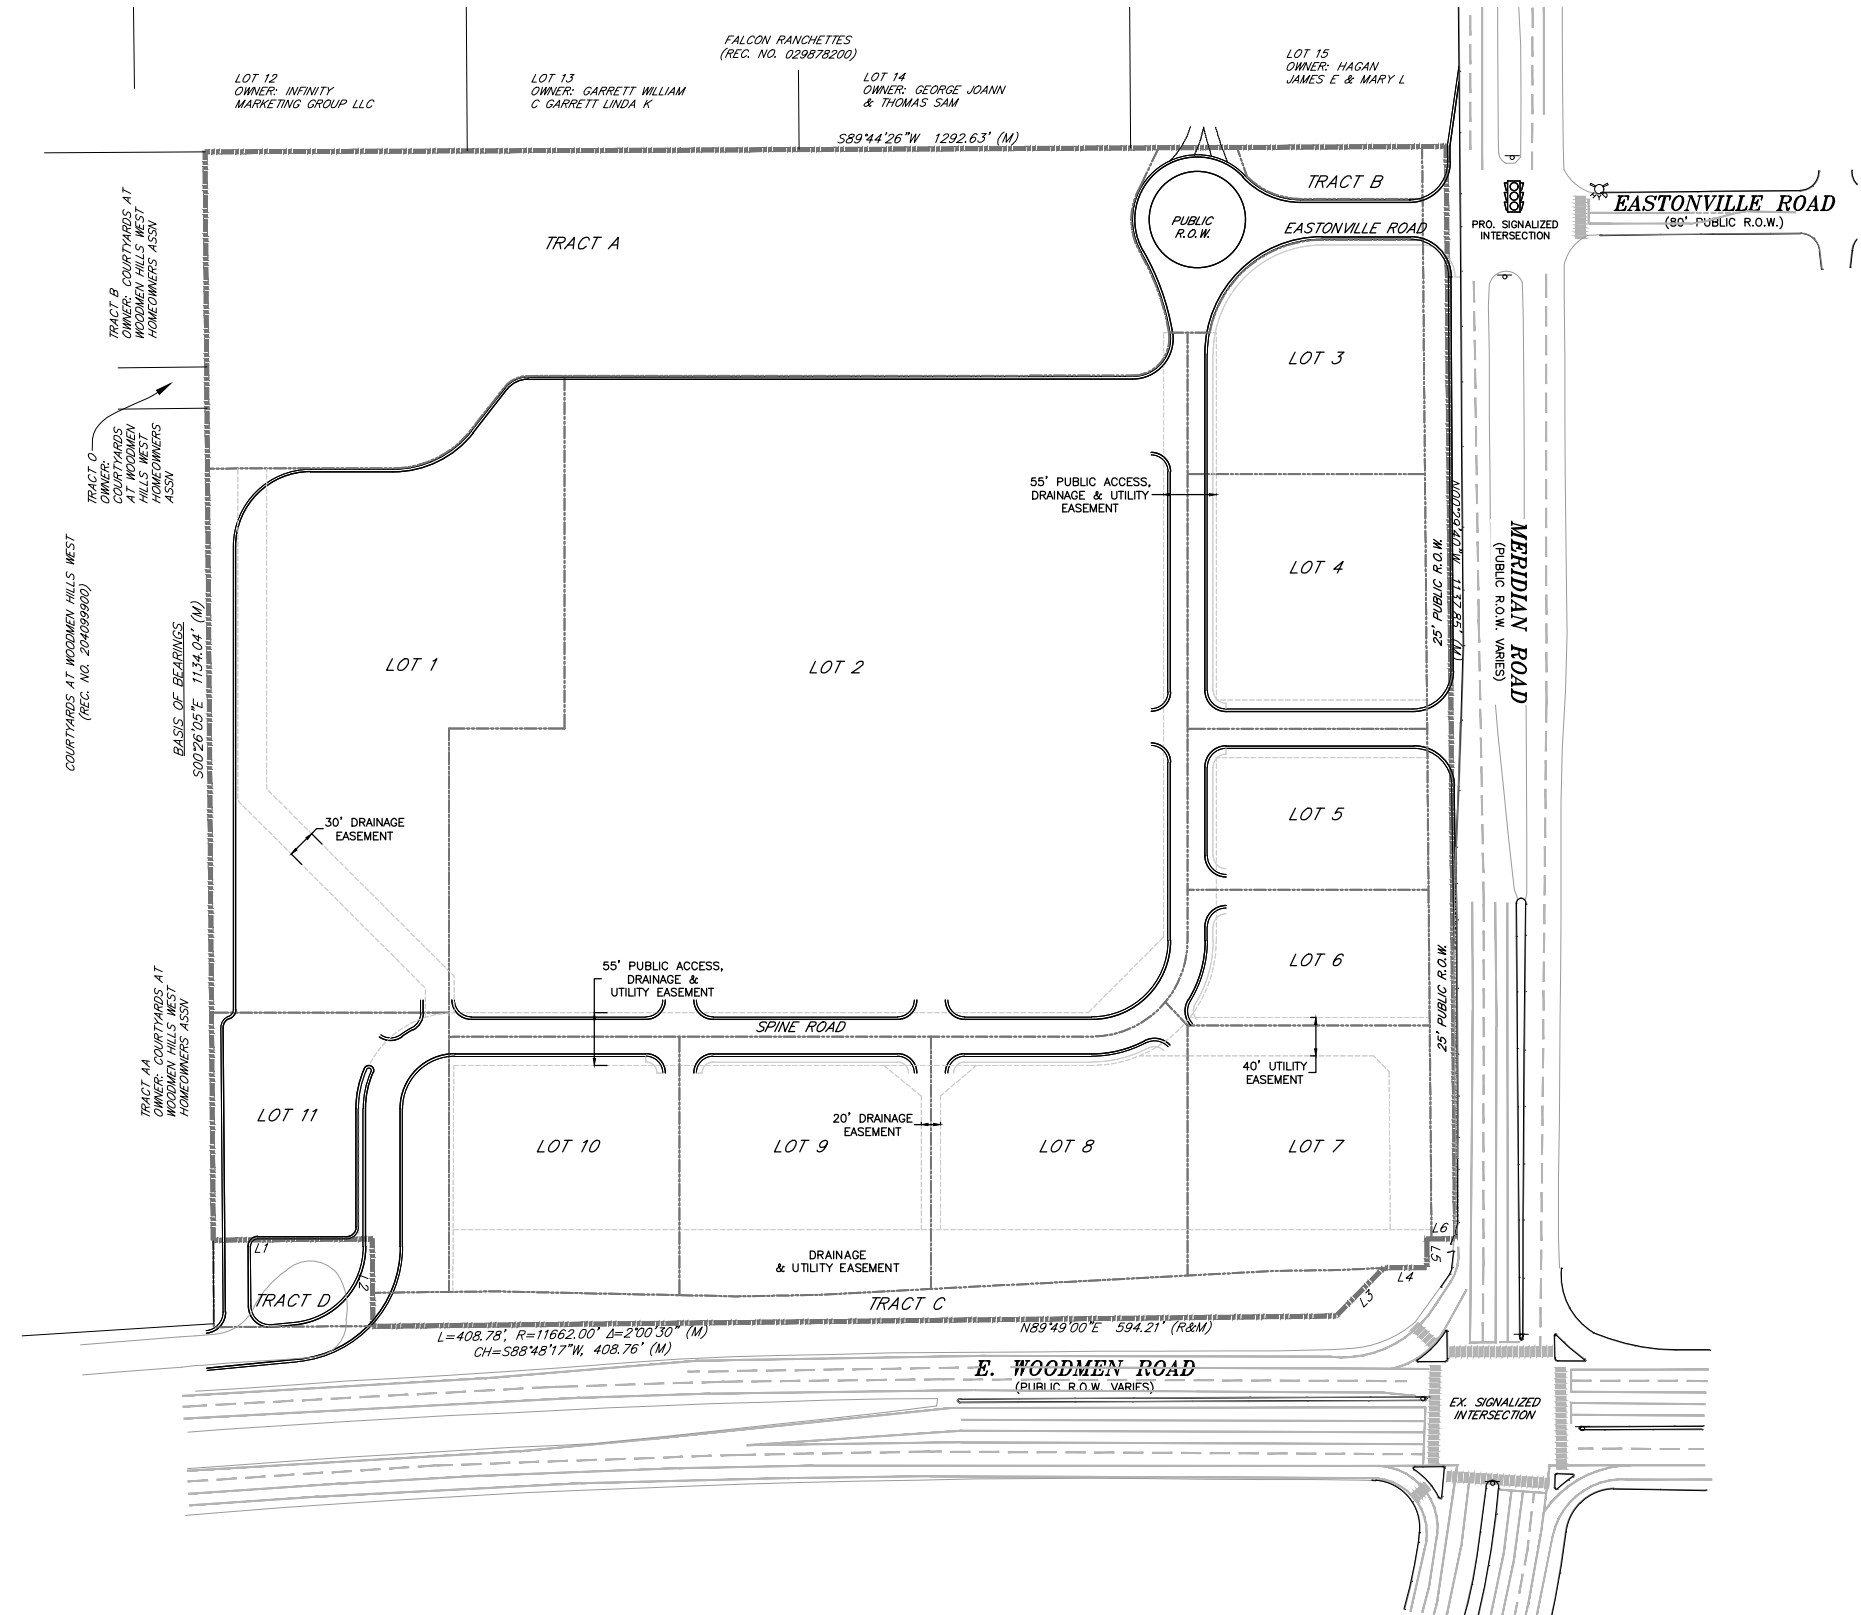 FALCON RANCHETTES
(REC. NO. 029878200)
LOT 12
OWNER: INFINITY
MARKETING GROUP LLC
LOT 13
OWNER: GARRETT WILLIAM
C GARRETT LINDA K
LOT 14
OWNER: GEORGE JOANN
& THOMAS SAM
LOT 15
OWNER: HAGAN
JAMES E & MARY L
S89°44'26"W 1292.63' (M)
TRACT A
TRACT B
PUBLIC
R.O.W.
EASTONVILLE ROAD
PRO. SIGNALIZED
INTERSECTION
EASTONVILLE ROAD
(80' PUBLIC R.O.W.)
TRACT B
OWNER: COURTYARDS AT
WOODMEN HILLS WEST
HOMEOWNERS ASSN
TRACT O
OWNER:
COURTYARDS
AT WOODMEN
HILLS WEST
HOMEOWNERS
ASSN
COURTYARDS AT WOODMEN HILLS WEST
(REC. NO. 204099900)
BASIS OF BEARINGS
S00°26'05"E 1134.04' (M)
TRACT AA
OWNER: COURTYARDS AT
WOODMEN HILLS WEST
HOMEOWNERS ASSN
LOT 3
55' PUBLIC ACCESS,
DRAINAGE & UTILITY
EASEMENT
LOT 4
25' PUBLIC R.O.W.
N00°29'40"W 1137.85' (M)
MERIDIAN ROAD
(PUBLIC R.O.W. VARIES)
LOT 1
LOT 2
LOT 5
30' DRAINAGE
EASEMENT
LOT 6
25' PUBLIC R.O.W.
55' PUBLIC ACCESS,
DRAINAGE &
UTILITY EASEMENT
SPINE ROAD
40' UTILITY
EASEMENT
LOT 11
LOT 10
LOT 9
20' DRAINAGE
EASEMENT
LOT 8
LOT 7
L1
L2
L6
L5
L4
L3
DRAINAGE
& UTILITY EASEMENT
TRACT D
TRACT C
L=408.78', R=11662.00' Δ=2°00'30" (M)
CH=S88°48'17"W, 408.76' (M)
N89°49'00"E 594.21' (R&M)
E. WOODMEN ROAD
(PUBLIC R.O.W. VARIES)
EX. SIGNALIZED
INTERSECTION